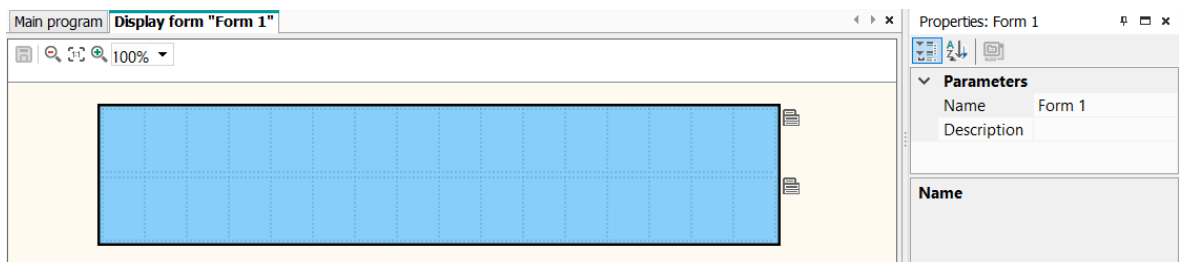 Main program Display form "Form 1"
100%
Properties: Form 1
Parameters
Name Form 1
Description
Name